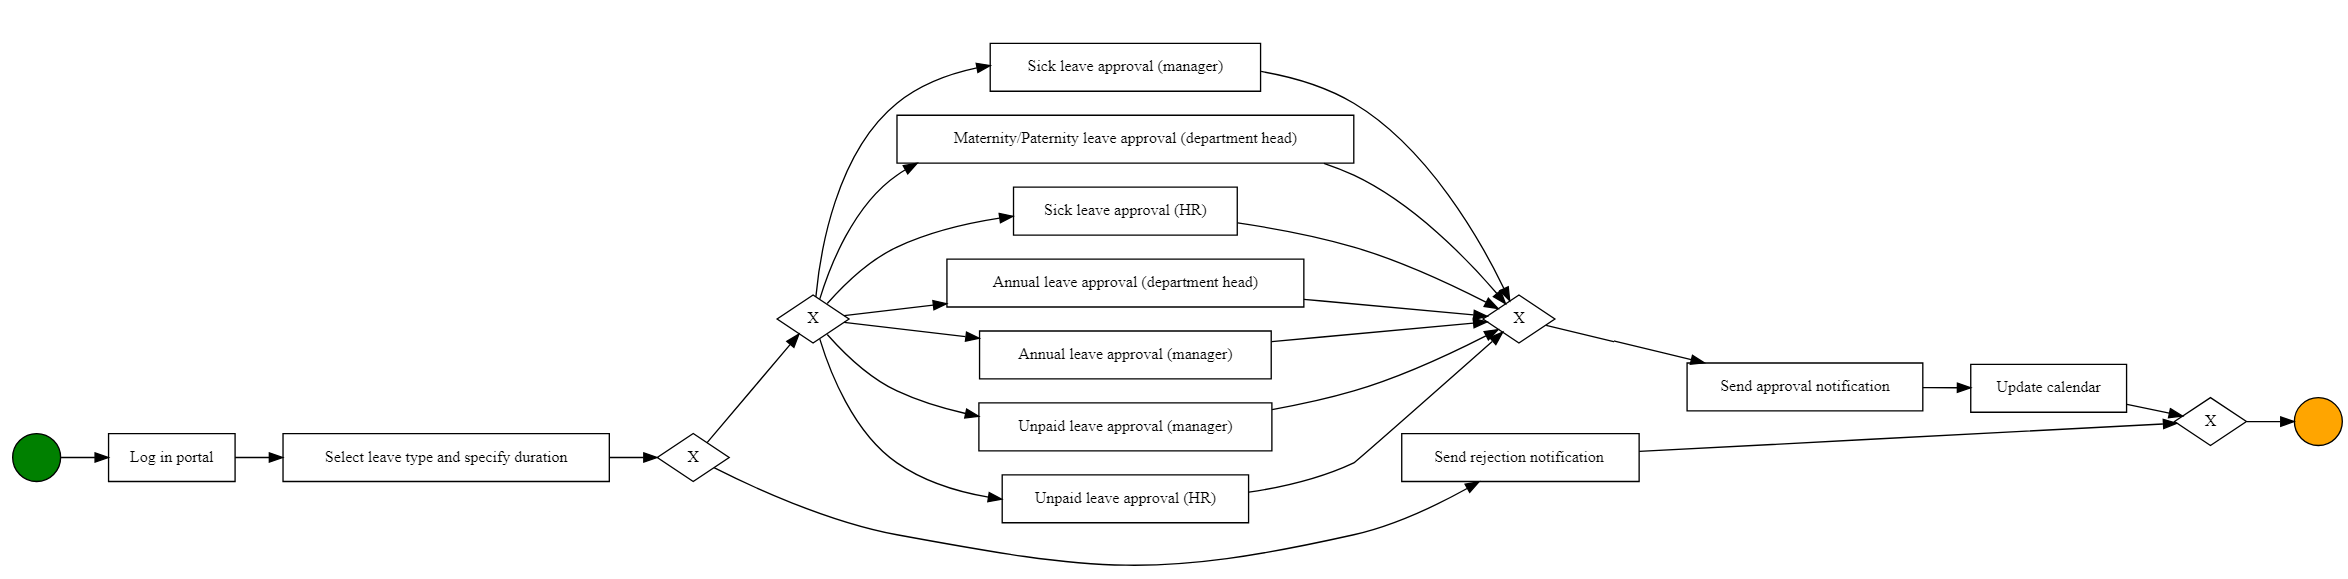 Log in portal
Select leave type and specify duration
X
X
Sick leave approval (manager)
Maternity/Paternity leave approval (department head)
Sick leave approval (HR)
Annual leave approval (department head)
Annual leave approval (manager)
Unpaid leave approval (manager)
Unpaid leave approval (HR)
X
Send rejection notification
Send approval notification
Update calendar
X